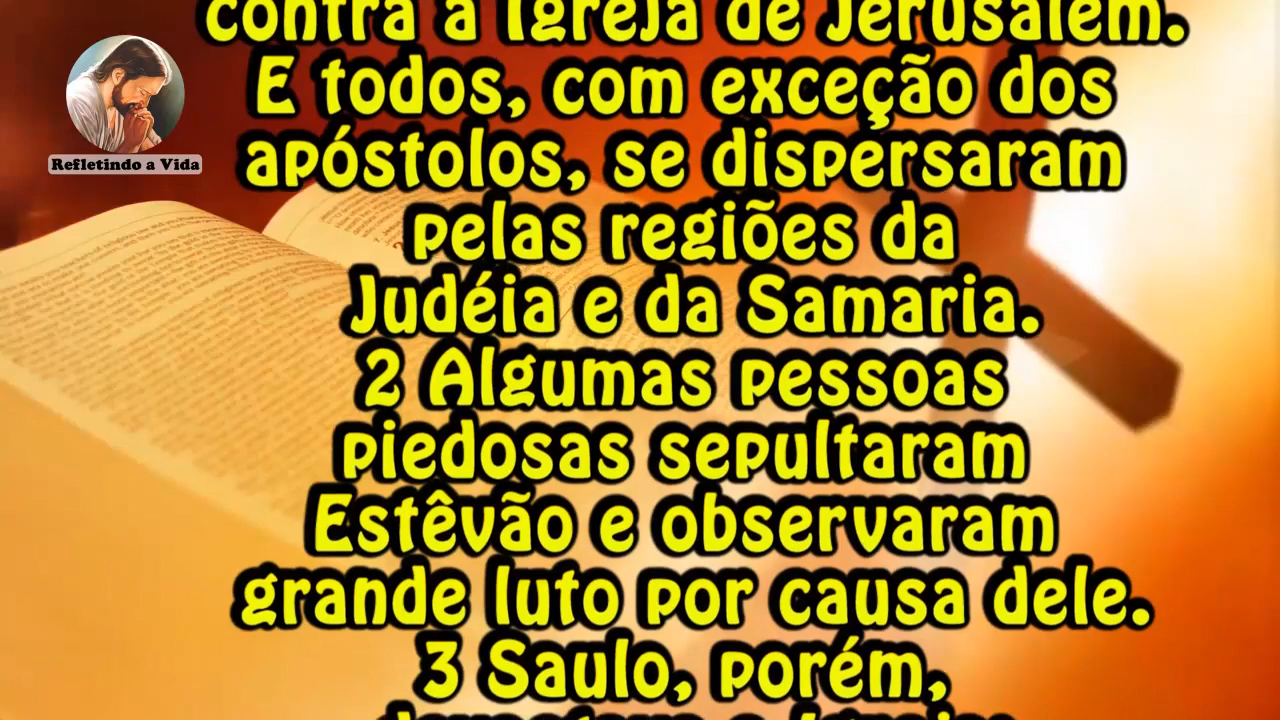 contra a Igreja de Jerusalém.
E todos, com exceção dos
apóstolos, se dispersaram
pelas regiões da
Judéia e da Samaria.
2 Algumas pessoas
piedosas sepultaram
Estêvão e observaram
grande luto por causa dele.
3 Saulo, porém,
Refletindo a Vida